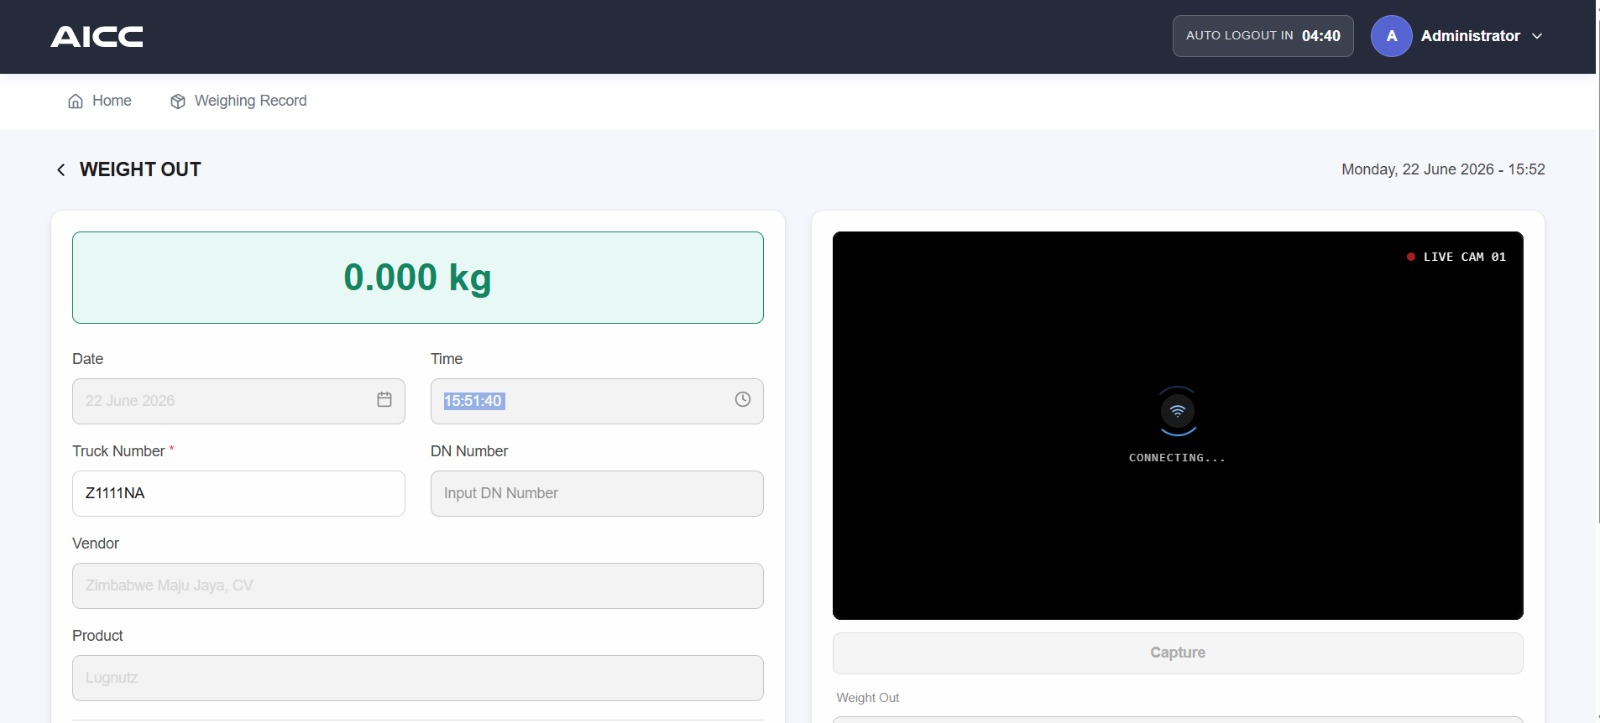 AICC
AUTO LOGOUT IN 04:40
A
Administrator
Home
Weighing Record
WEIGHT OUT
Monday, 22 June 2026 - 15:52
0.000 kg
Date
Time
22 June 2026
15:51:40
Truck Number *
DN Number
Z1111NA
Input DN Number
Vendor
Zimbabwe Maju Jaya, CV
Product
Lugnutz
LIVE CAM 01
CONNECTING...
Capture
Weight Out